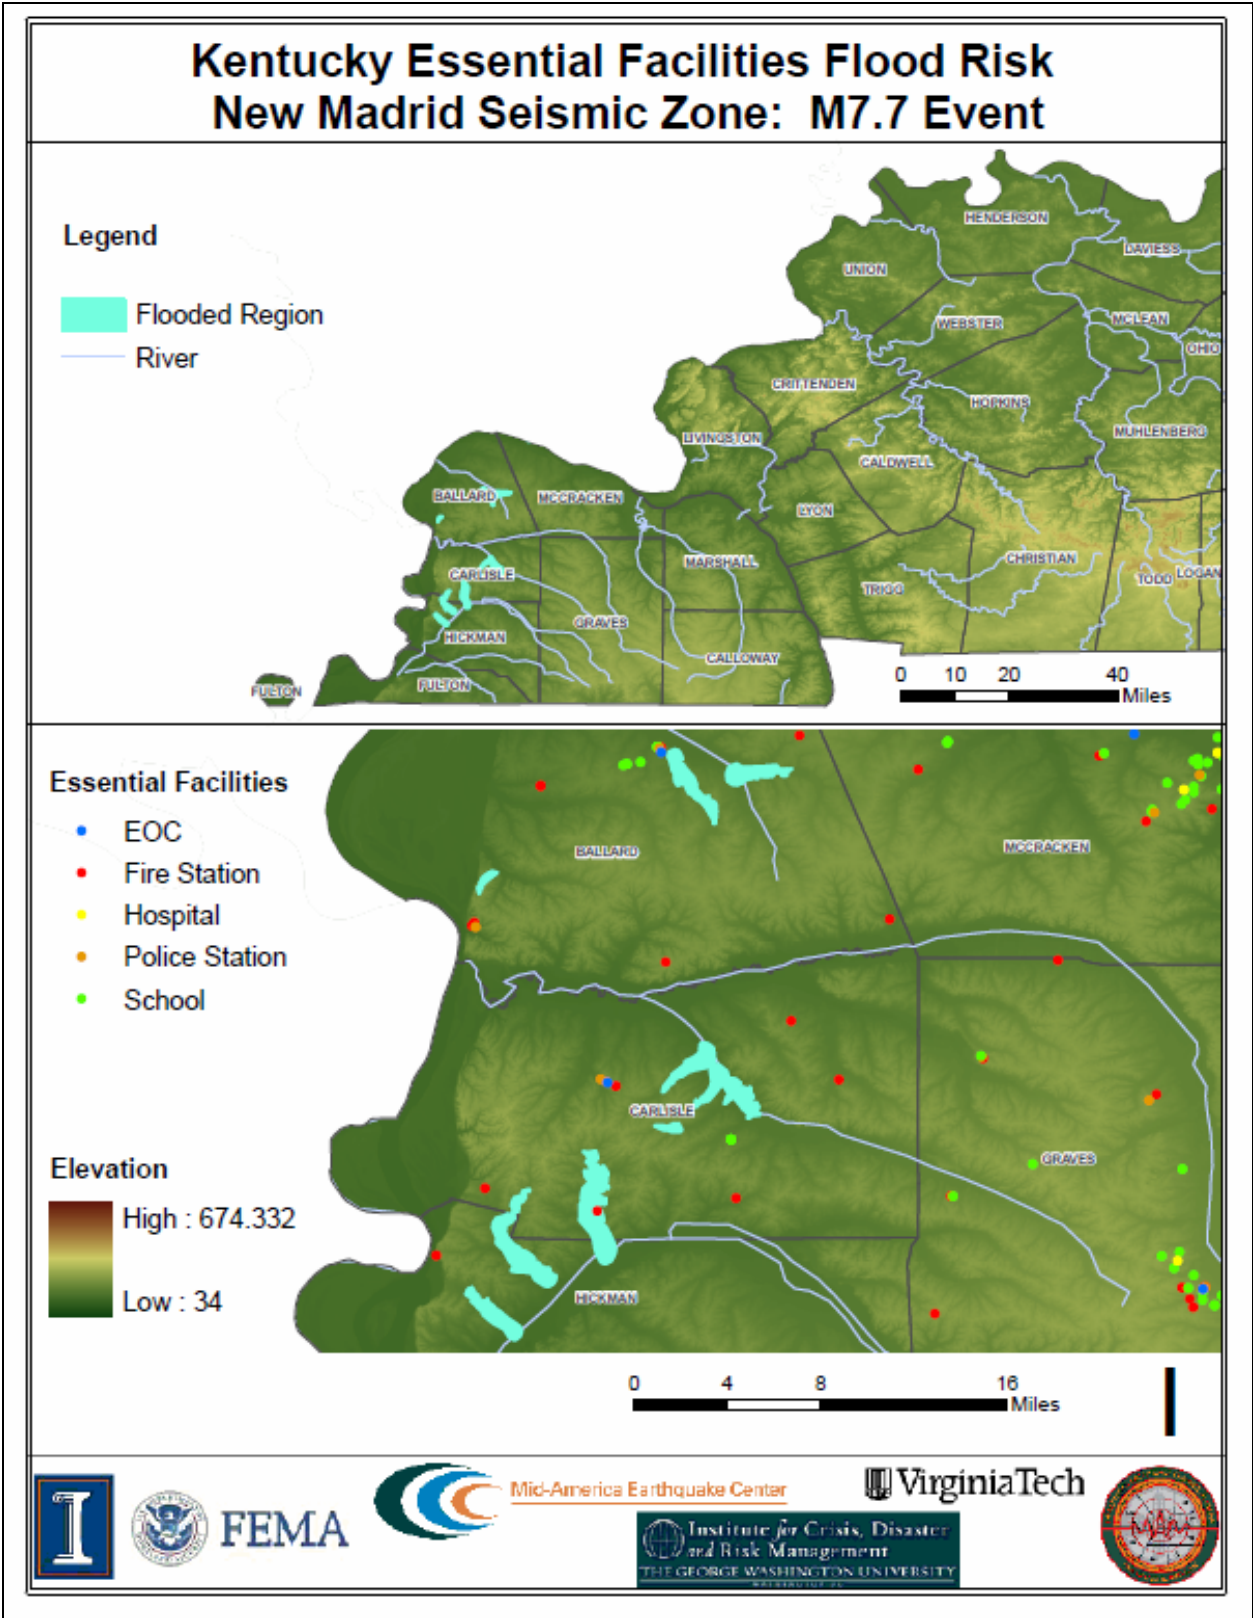 Kentucky Essential Facilities Flood Risk
New Madrid Seismic Zone: M7.7 Event
Legend
Flooded Region
River
HENDERSON
DAVIESS
UNION
WEBSTER
MCLEAN
OHIO
CRITTENDEN
HOPKINS
LIVINGSTON
MUHLENBERG
CALDWELL
BALLARD
MCCRACKEN
LYON
CHRISTIAN
MARSHALL
CARLISLE
TODD
LOGAN
TRIGG
GRAVES
HICKMAN
CALLOWAY
FULTON
FULTON
0 10 20 40
Miles
Essential Facilities
EOC
Fire Station
Hospital
Police Station
School
BALLARD
MCCRACKEN
CARLISLE
GRAVES
HICKMAN
Elevation
High : 674.332
Low : 34
0 4 8 16
Miles
I
FEMA
Mid-America Earthquake Center
VirginiaTech
Institute for Crisis, Disaster
and Risk Management
THE GEORGE WASHINGTON UNIVERSITY